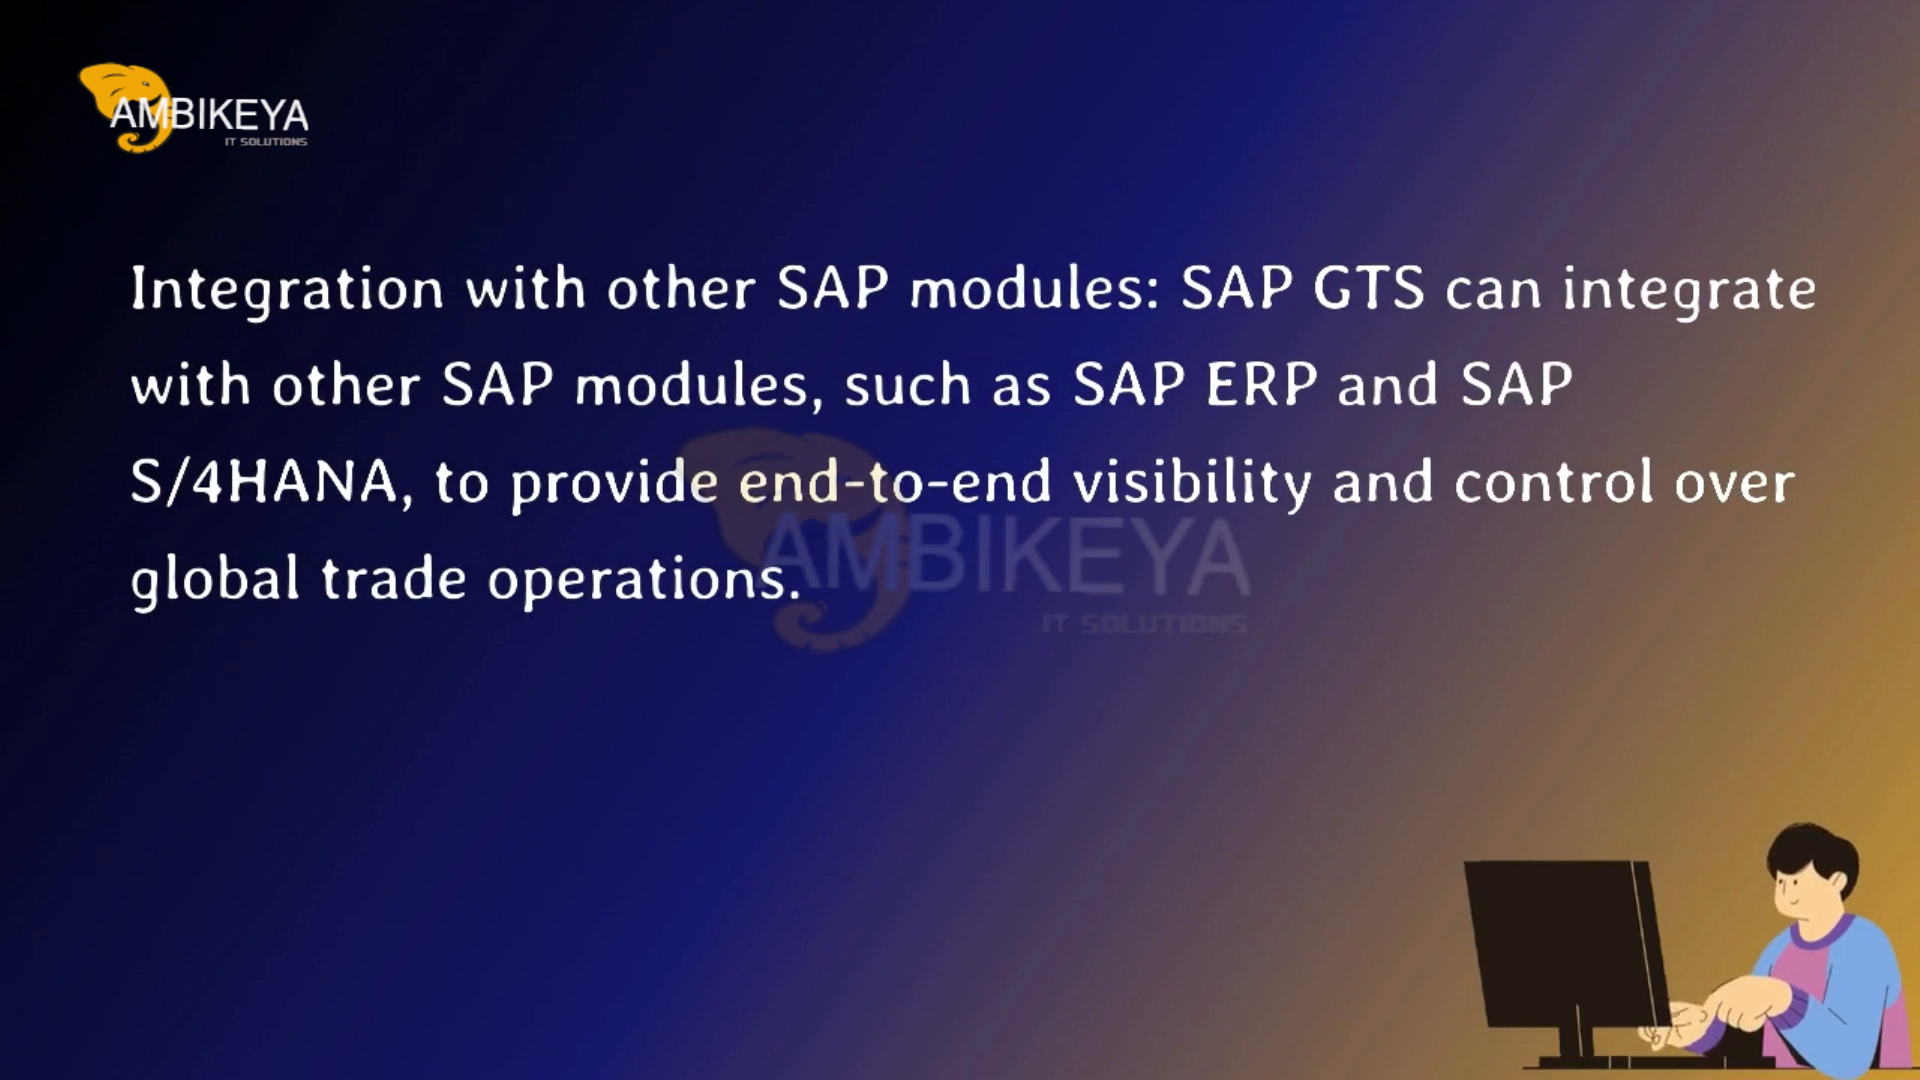 AMBIKEYA
IT SOLUTIONS
Integration with other SAP modules: SAP GTS can integrate
with other SAP modules, such as SAP ERP and SAP
S/4HANA, to provide end-to-end visibility and control over
global trade operations.
AMBIKEYA
IT SOLUTIONS